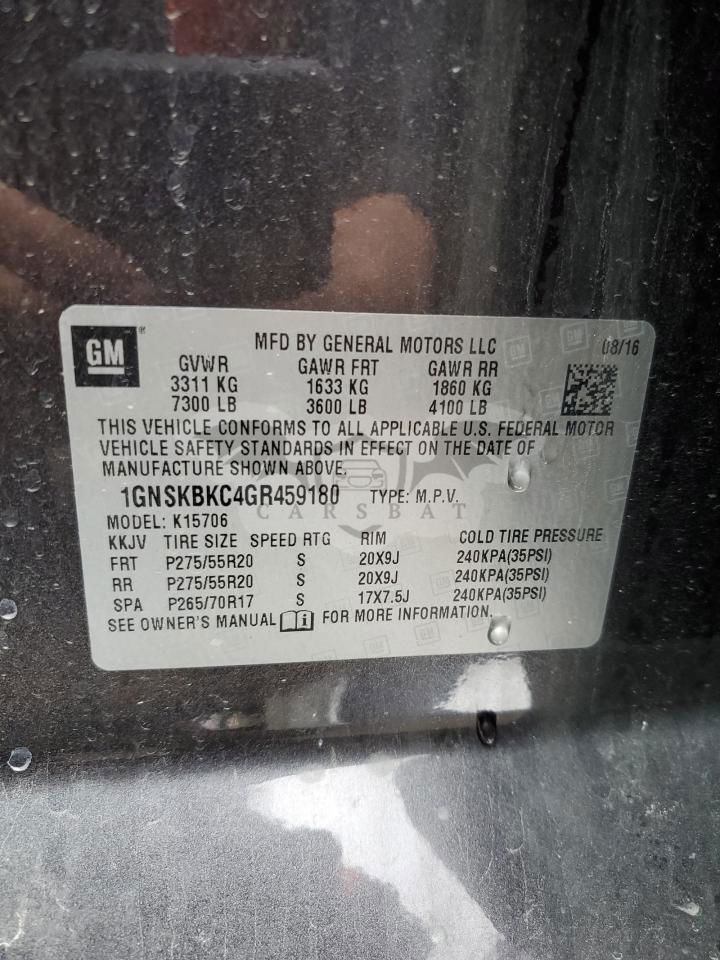 GM
MFD BY GENERAL MOTORS LLC 08/16
GVWR GAWR FRT GAWR RR
3311 KG 1633 KG 1860 KG
7300 LB 3600 LB 4100 LB
THIS VEHICLE CONFORMS TO ALL APPLICABLE U.S. FEDERAL MOTOR
VEHICLE SAFETY STANDARDS IN EFFECT ON THE DATE OF
MANUFACTURE SHOWN ABOVE.
1GNSKBKC4GR459180 TYPE: M.P.V.
CARSBAT
MODEL: K15706
KKJV TIRE SIZE SPEED RTG RIM COLD TIRE PRESSURE
FRT P275/55R20 S 20X9J 240KPA(35PSI)
RR P275/55R20 S 20X9J 240KPA(35PSI)
SPA P265/70R17 S 17X7.5J 240KPA(35PSI)
SEE OWNER'S MANUAL i FOR MORE INFORMATION.